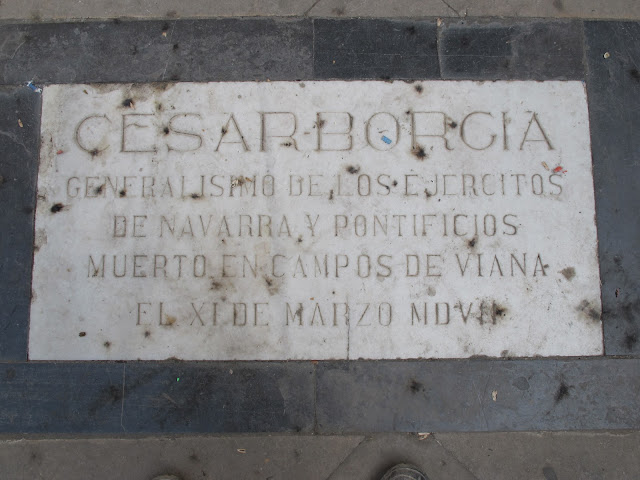 CESAR BORGIA
GENERALISIMO DE LOS EJERCITOS
DE NAVARRA Y PONTIFICIOS
MUERTO EN CAMPOS DE VIANA
EL XI DE MARZO MDVII